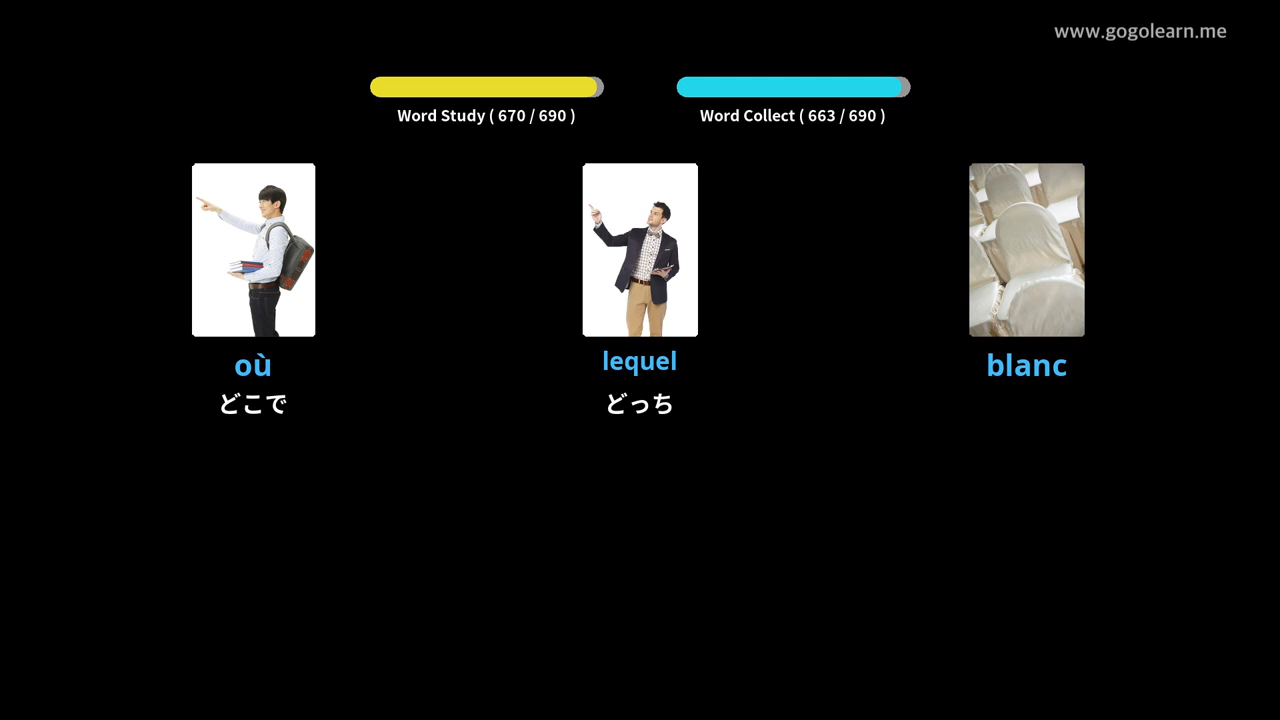 www.gogolearn.me
Word Study ( 670 / 690 )
Word Collect ( 663 / 690 )
où
どこで
lequel
どっち
blanc